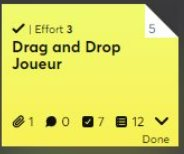 | Effort 3
5
Drag and Drop
Joueur
1 0 7 12
Done